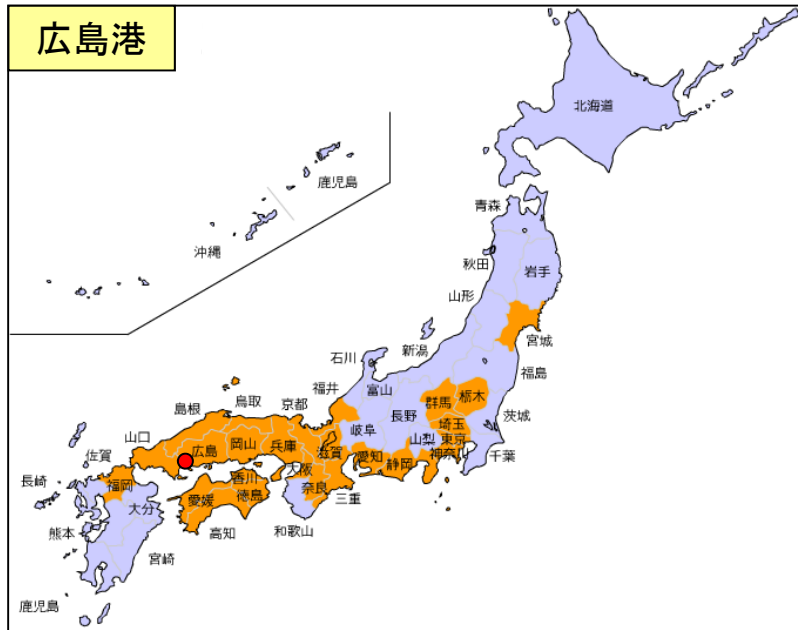 広島港
北海道
鹿児島
青森
沖縄
秋田
岩手
山形
宮城
石川
新潟
福島
福井
富山
島根
鳥取
京都
群馬
栃木
長野
茨城
山口
岐阜
埼玉
広島
岡山
兵庫
滋賀
愛知
山梨
東京
佐賀
静岡
神奈川
千葉
大阪
長崎
福岡
香川
奈良
愛媛
徳島
三重
大分
熊本
高知
和歌山
宮崎
鹿児島